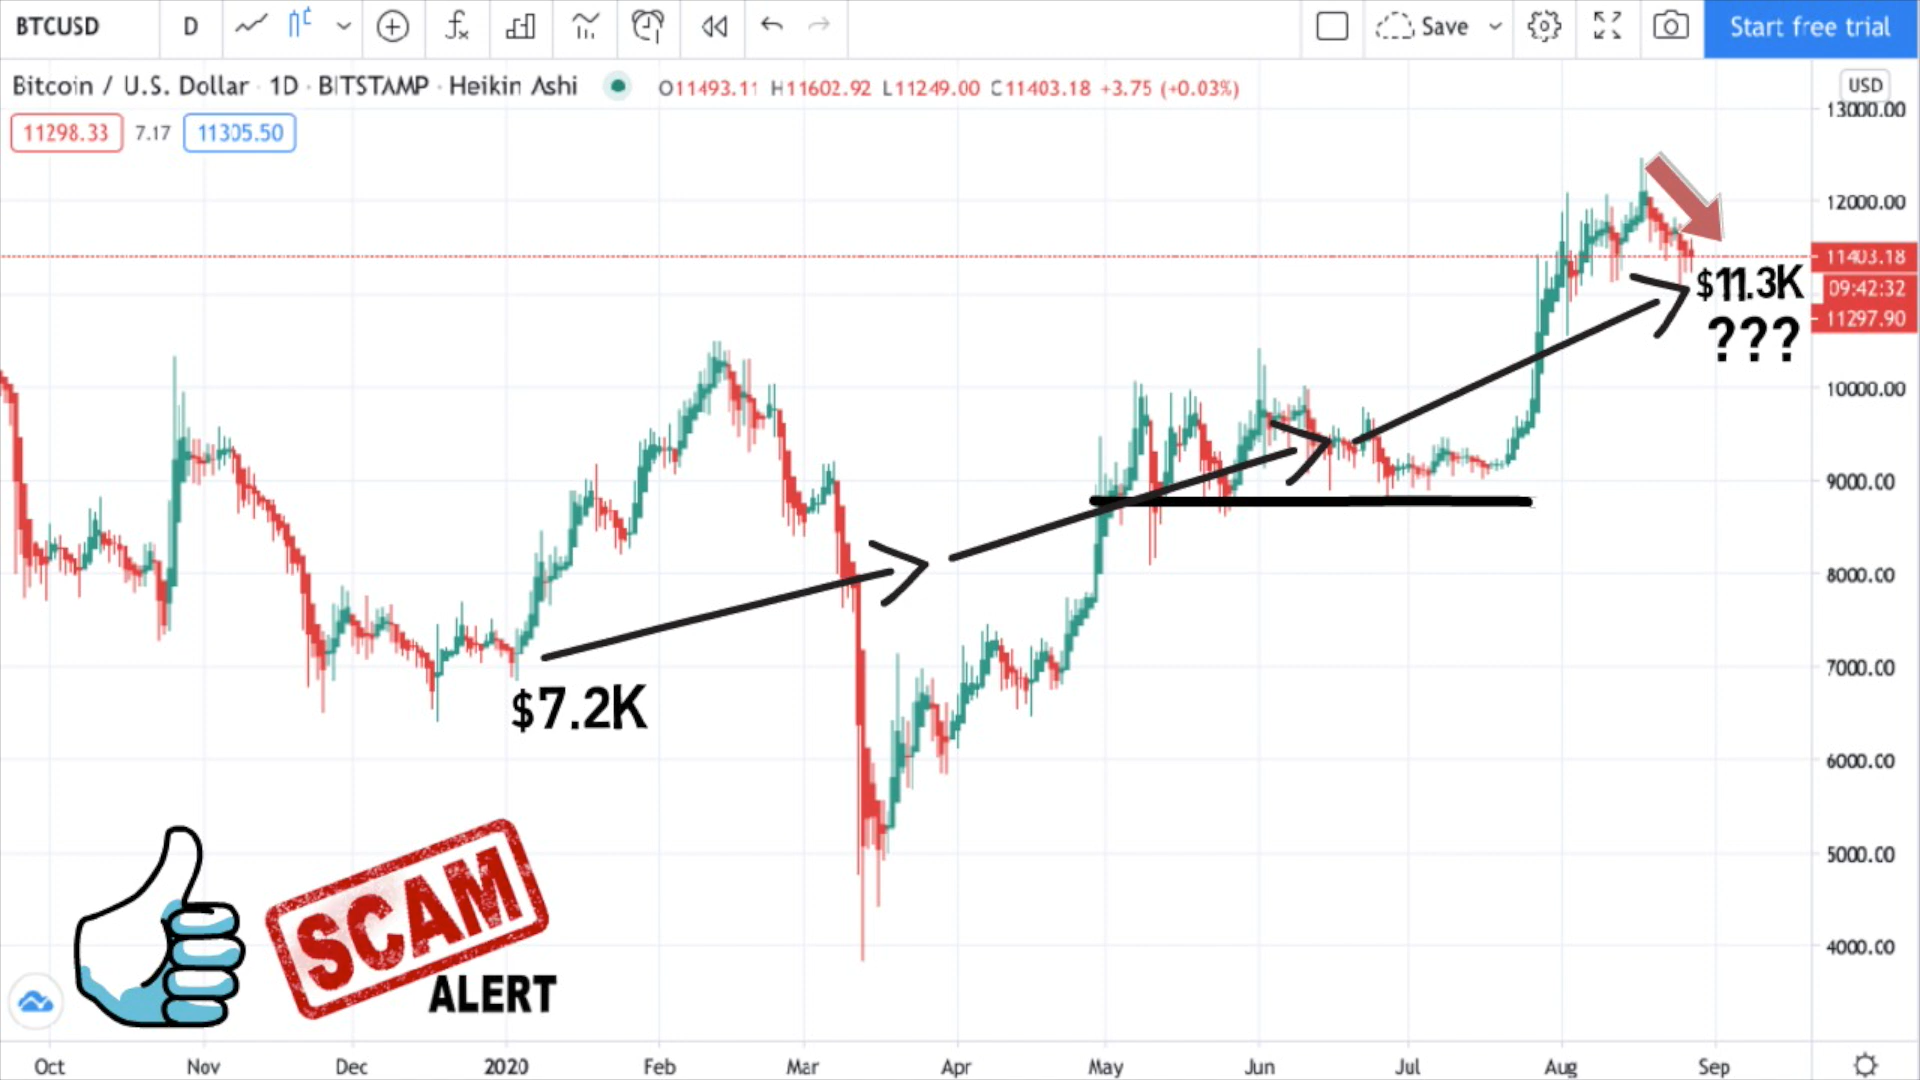 BTCUSD D Save Start free trial
Bitcoin / U.S. Dollar · 1D · BITSTAMP · Heikin Ashi O11493.11 H11602.92 L11249.00 C11403.18 +3.75 (+0.03%) USD
11298.33 7.17 11305.50
13000.00
12000.00
11403.18
09:42:32
11297.90
$11.3K
???
10000.00
9000.00
8000.00
7000.00
$7.2K
6000.00
5000.00
4000.00
SCAM
ALERT
Oct Nov Dec 2020 Feb Mar Apr May Jun Jul Aug Sep